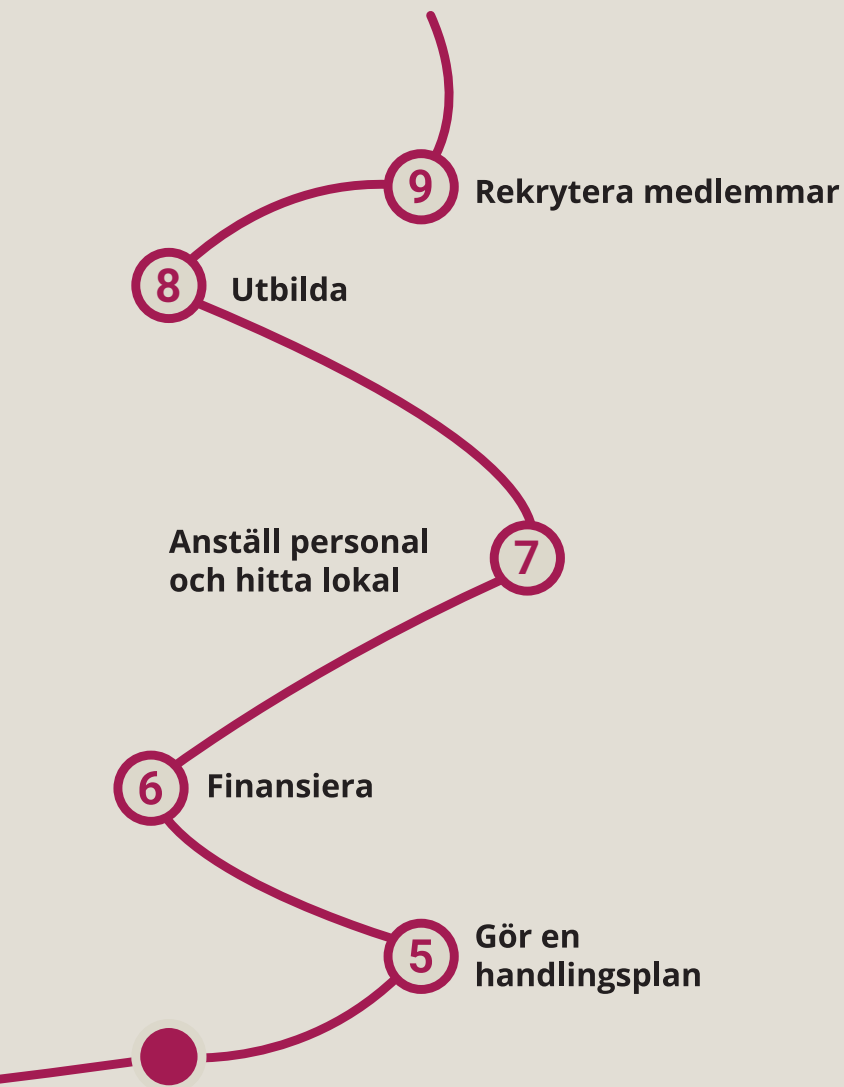 9
Rekrytera medlemmar
8
Utbilda
Anställ personal
och hitta lokal
7
6
Finansiera
5
Gör en
handlingsplan